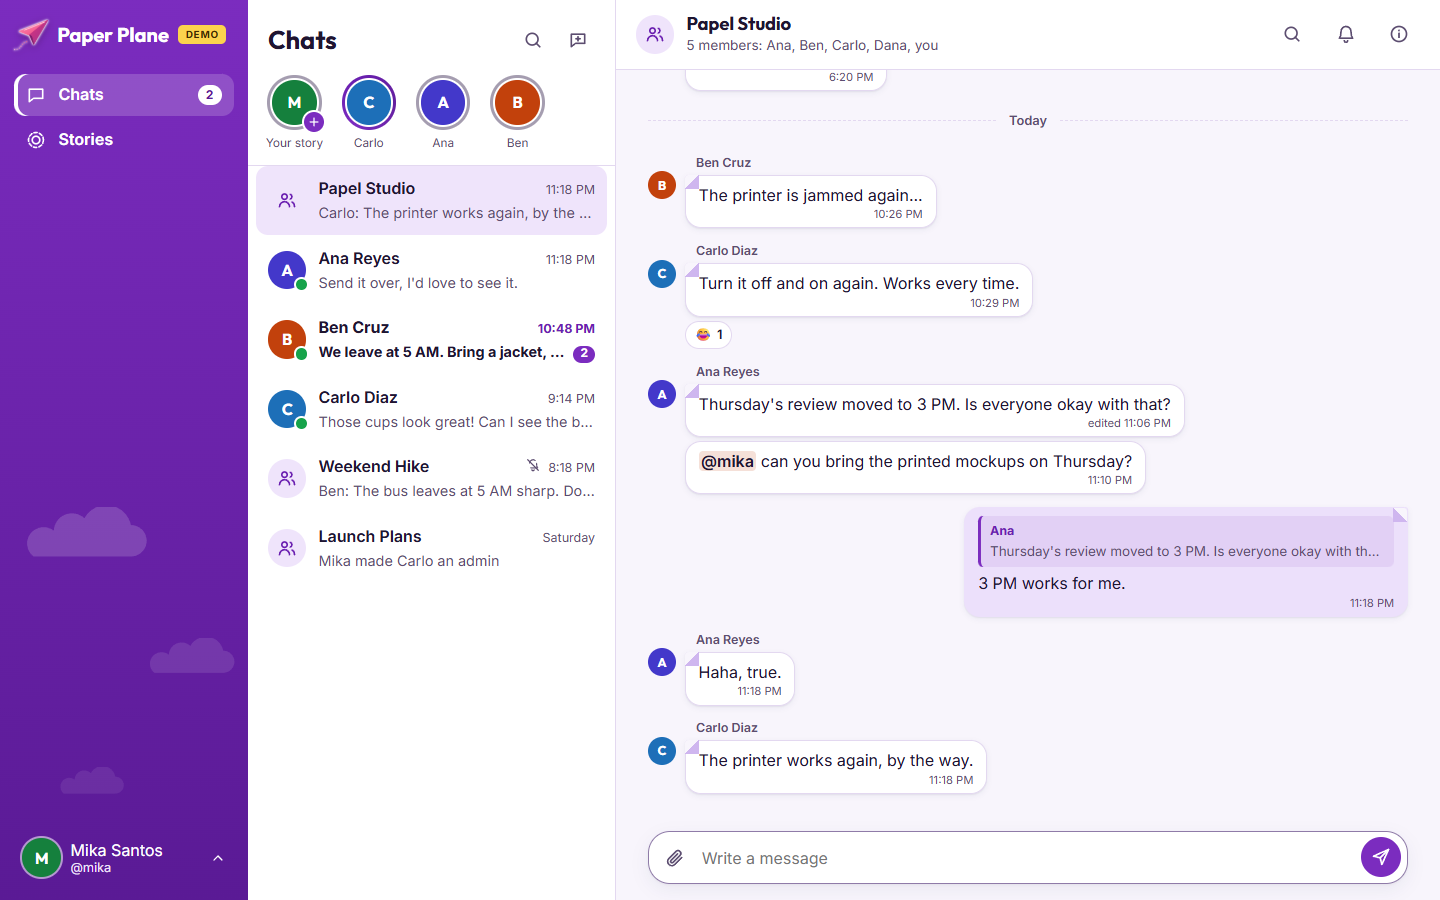 Paper Plane DEMO
Chats 2
Stories
M Mika Santos
@mika
Chats
M + C A B
Your story Carlo Ana Ben
Papel Studio 11:18 PM
Carlo: The printer works again, by the ...
A Ana Reyes 11:18 PM
Send it over, I'd love to see it.
B Ben Cruz 10:48 PM
We leave at 5 AM. Bring a jacket, ... 2
C Carlo Diaz 9:14 PM
Those cups look great! Can I see the b...
Weekend Hike 8:18 PM
Ben: The bus leaves at 5 AM sharp. Do...
Launch Plans Saturday
Mika made Carlo an admin
Papel Studio
5 members: Ana, Ben, Carlo, Dana, you
6:20 PM
Today
Ben Cruz
B The printer is jammed again...
10:26 PM
Carlo Diaz
C Turn it off and on again. Works every time.
10:29 PM
😂 1
Ana Reyes
A Thursday's review moved to 3 PM. Is everyone okay with that?
edited 11:06 PM
@mika can you bring the printed mockups on Thursday?
11:10 PM
Ana
Thursday's review moved to 3 PM. Is everyone okay with th...
3 PM works for me.
11:18 PM
Ana Reyes
A Haha, true.
11:18 PM
Carlo Diaz
C The printer works again, by the way.
11:18 PM
Write a message